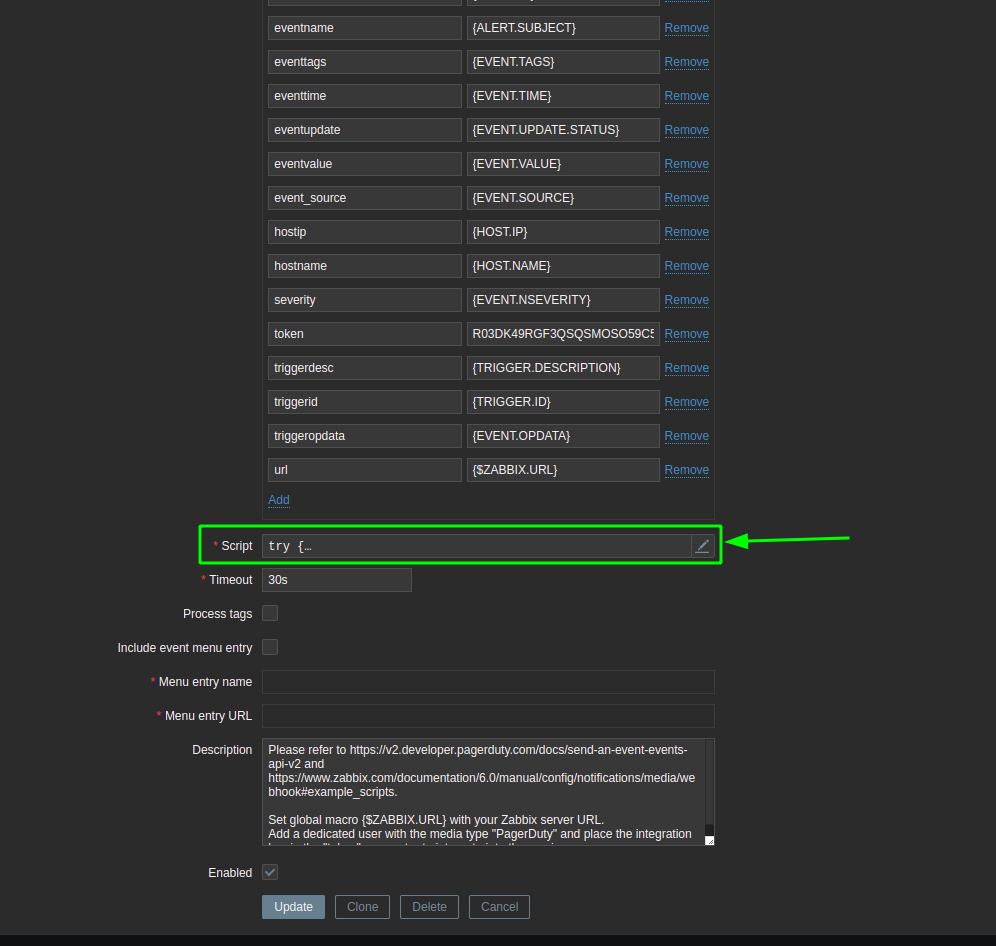 eventname {ALERT.SUBJECT} Remove
eventtags {EVENT.TAGS} Remove
eventtime {EVENT.TIME} Remove
eventupdate {EVENT.UPDATE.STATUS} Remove
eventvalue {EVENT.VALUE} Remove
event_source {EVENT.SOURCE} Remove
hostip {HOST.IP} Remove
hostname {HOST.NAME} Remove
severity {EVENT.NSEVERITY} Remove
token R03DK49RGF3QSQSMOSO59C5 Remove
triggerdesc {TRIGGER.DESCRIPTION} Remove
triggerid {TRIGGER.ID} Remove
triggeropdata {EVENT.OPDATA} Remove
url {$ZABBIX.URL} Remove
Add
* Script try {…
* Timeout 30s
Process tags
Include event menu entry
* Menu entry name
* Menu entry URL
Description Please refer to https://v2.developer.pagerduty.com/docs/send-an-event-events-
api-v2 and
https://www.zabbix.com/documentation/6.0/manual/config/notifications/media/we
bhook#example_scripts.
Set global macro {$ZABBIX.URL} with your Zabbix server URL.
Add a dedicated user with the media type "PagerDuty" and place the integration
Enabled
Update Clone Delete Cancel